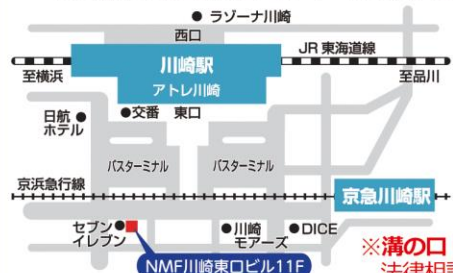 ラゾーナ川崎
西口
JR 東海道線
川崎駅
至横浜
至品川
アトレ川崎
交番 東口
日航
ホテル
バスターミナル
バスターミナル
京浜急行線
京急川崎駅
セブン
イレブン
川崎
モアーズ
DICE
NMF川崎東口ビル11F
※溝の口
法律相談